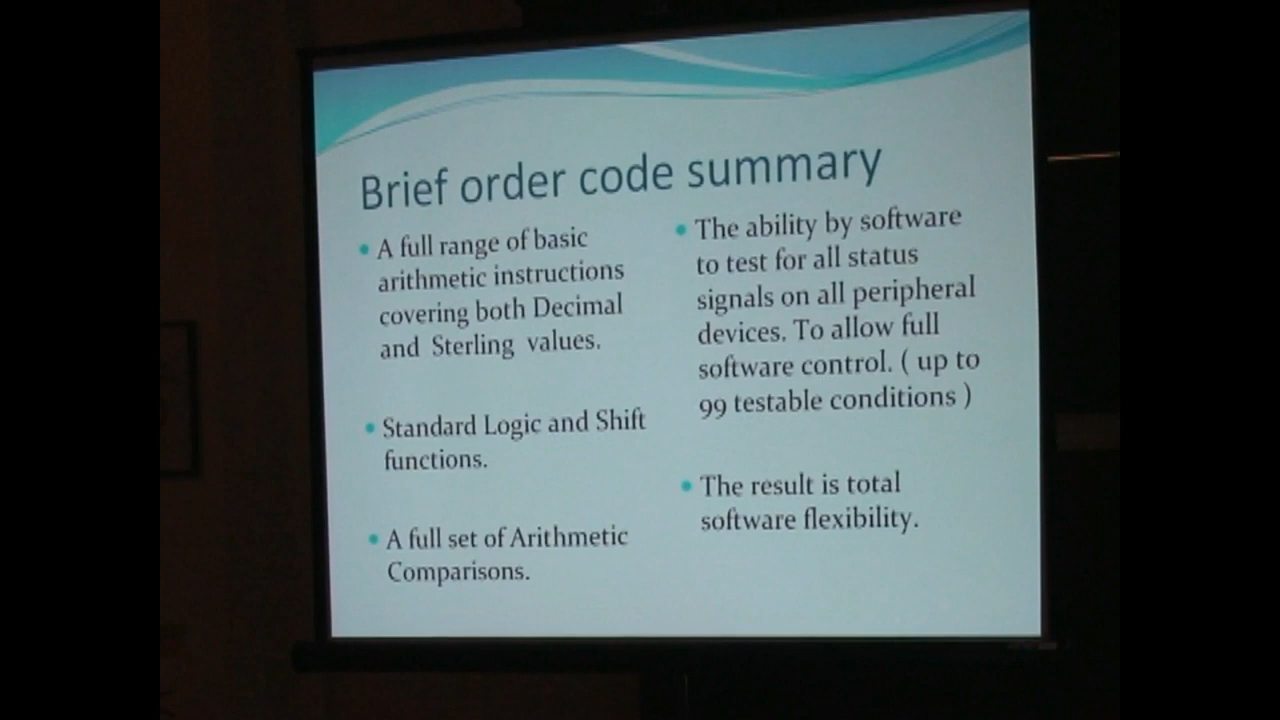 Brief order code summary
• A full range of basic
arithmetic instructions
covering both Decimal
and Sterling values.
• Standard Logic and Shift
functions.
• A full set of Arithmetic
Comparisons.
• The ability by software
to test for all status
signals on all peripheral
devices. To allow full
software control. ( up to
99 testable conditions )
• The result is total
software flexibility.